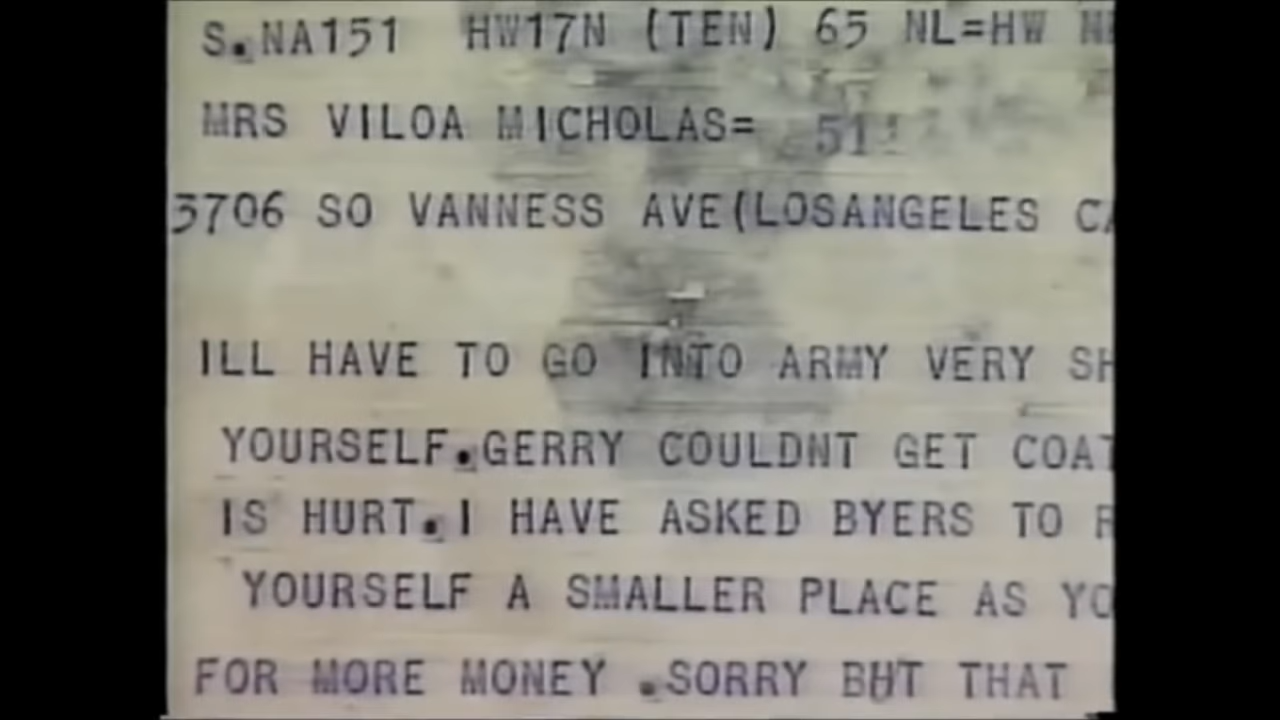 S.NA151 HW17N (TEN) 65 NL=HW
MRS VILOA MICHOLAS=
3706 SO VANNESS AVE(LOSANGELES
ILL HAVE TO GO INTO ARMY VERY
YOURSELF.GERRY COULDNT GET COAT
IS HURT.I HAVE ASKED BYERS TO
YOURSELF A SMALLER PLACE AS
FOR MORE MONEY .SORRY BUT THAT